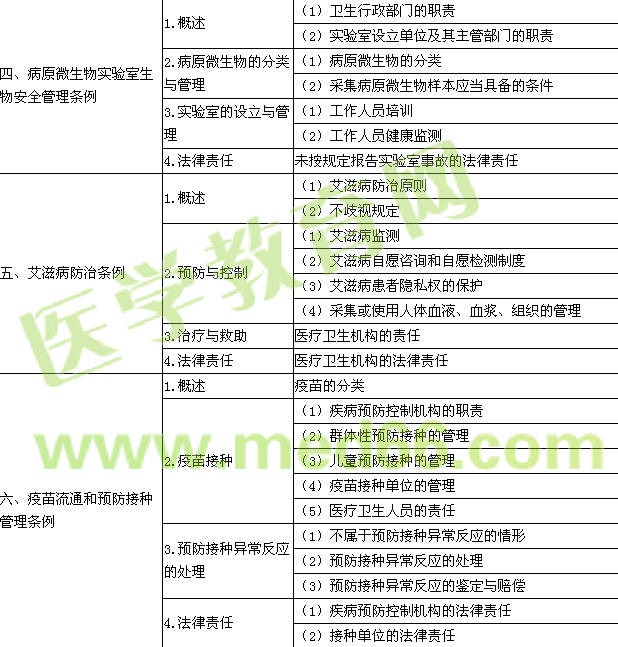 四、病原微生物实验室生
物安全管理条例
1.概述
（1）卫生行政部门的职责
（2）实验室设立单位及其主管部门的职责
2.病原微生物的分类
与管理
（1）病原微生物的分类
（2）采集病原微生物样本应当具备的条件
3.实验室的设立与管
理
（1）工作人员培训
（2）工作人员健康监测
4.法律责任
未按规定报告实验室事故的法律责任
五、艾滋病防治条例
1.概述
（1）艾滋病防治原则
（2）不歧视规定
2.预防与控制
（1）艾滋病监测
（2）艾滋病自愿咨询和自愿检测制度
（3）艾滋病患者隐私权的保护
（4）采集或使用人体血液、血浆、组织的管理
3.治疗与救助
医疗卫生机构的责任
4.法律责任
医疗卫生机构的法律责任
六、疫苗流通和预防接种
管理条例
1.概述
疫苗的分类
2.疫苗接种
（1）疾病预防控制机构的职责
（2）群体性预防接种的管理
（3）儿童预防接种的管理
（4）疫苗接种单位的管理
（5）医疗卫生人员的责任
3.预防接种异常反应
的处理
（1）不属于预防接种异常反应的情形
（2）预防接种异常反应的处理
（3）预防接种异常反应的鉴定与赔偿
4.法律责任
（1）疾病预防控制机构的法律责任
（2）接种单位的法律责任
医学教育网
www.med66.com